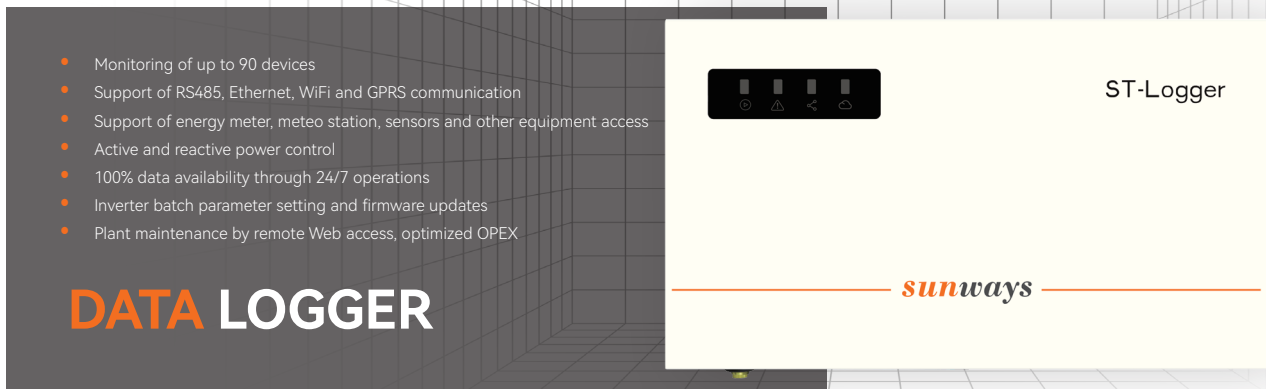 Monitoring of up to 90 devices
Support of RS485, Ethernet, WiFi and GPRS communication
Support of energy meter, meteo station, sensors and other equipment access
Active and reactive power control
100% data availability through 24/7 operations
Inverter batch parameter setting and firmware updates
Plant maintenance by remote Web access, optimized OPEX
DATA LOGGER
ST-Logger
sunways